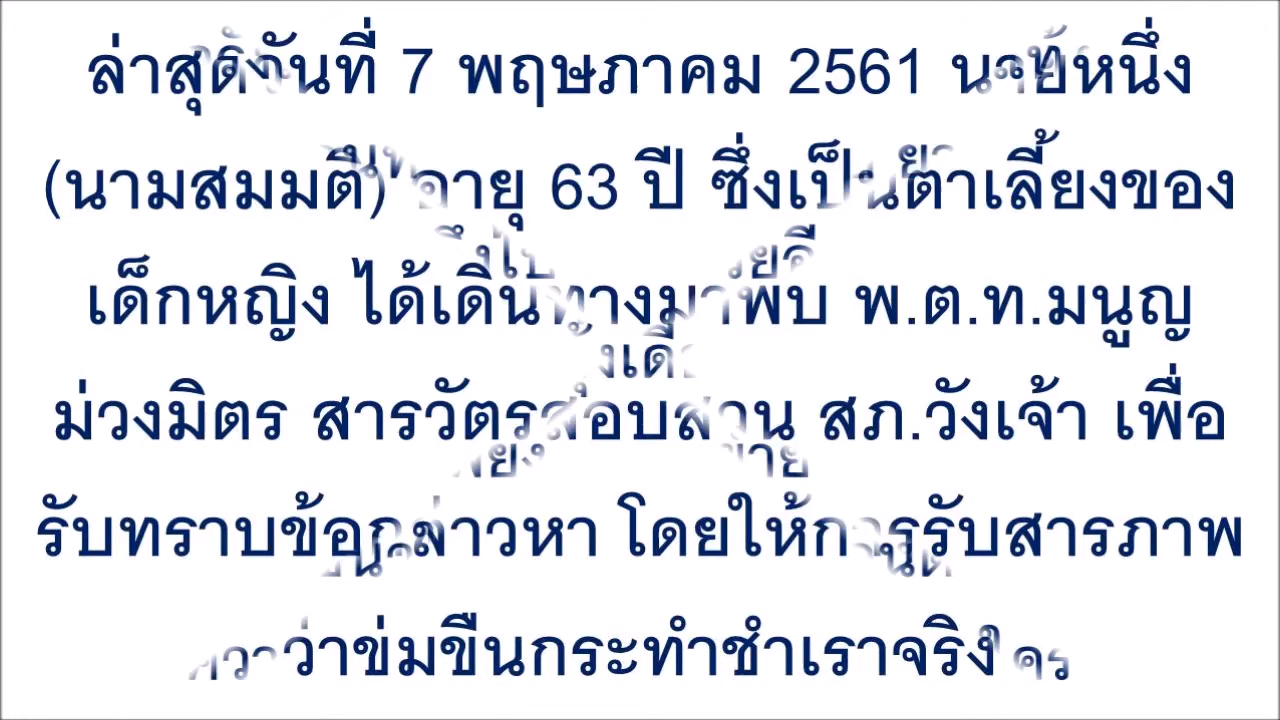 ล่าสุดวันที่ 7 พฤษภาคม 2561 นายหนึ่ง
(นามสมมติ) อายุ 63 ปี ซึ่งเป็นตาเลี้ยงของ
เด็กหญิง ได้เดินทางมาพบ พ.ต.ท.มนูญ
ม่วงมิตร สารวัตรสอบสวน สภ.วังเจ้า เพื่อ
รับทราบข้อกล่าวหา โดยให้การรับสารภาพ
ว่าข่มขืนกระทำชำเราจริง